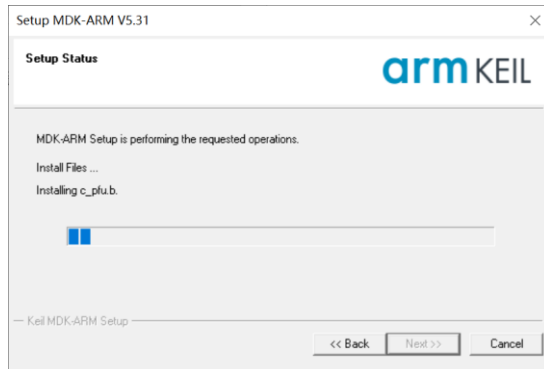 Setup MDK-ARM V5.31
Setup Status
arm KEIL
MDK-ARM Setup is performing the requested operations.
Install Files ...
Installing c_pfu.b.
Keil MDK-ARM Setup
<< Back Next >> Cancel